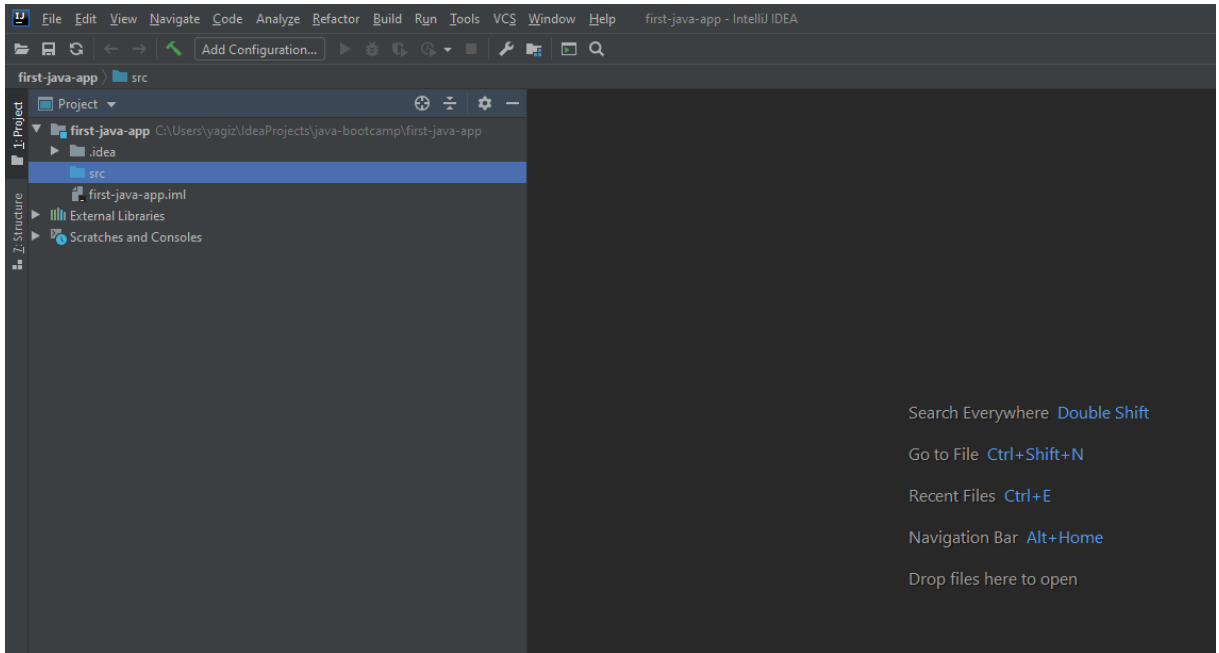 IJ File Edit View Navigate Code Analyze Refactor Build Run Tools VCS Window Help first-java-app - IntelliJ IDEA
Add Configuration...
first-java-app src
Project
1: Project
first-java-app C:\Users\yagiz\IdeaProjects\java-bootcamp\first-java-app
.idea
src
first-java-app.iml
7: Structure
External Libraries
Scratches and Consoles
Search Everywhere Double Shift
Go to File Ctrl+Shift+N
Recent Files Ctrl+E
Navigation Bar Alt+Home
Drop files here to open